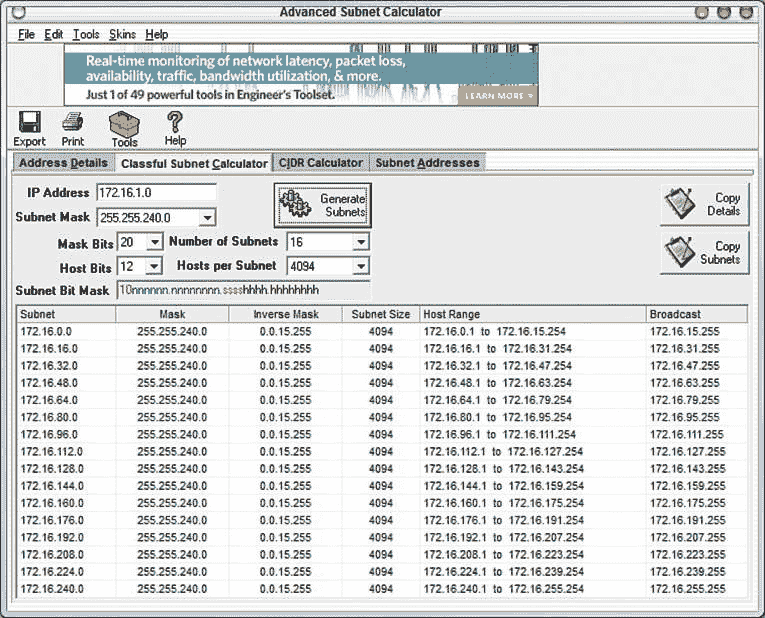 Advanced Subnet Calculator
File Edit Tools Skins Help
Real-time monitoring of network latency, packet loss,
availability, traffic, bandwidth utilization, & more.
Just 1 of 49 powerful tools in Engineer's Toolset.
LEARN MORE »
Export Print Tools Help
Address Details Classful Subnet Calculator CIDR Calculator Subnet Addresses
IP Address 172.16.1.0
Generate Subnets
Copy Details
Subnet Mask 255.255.240.0
Mask Bits 20 Number of Subnets 16
Copy Subnets
Host Bits 12 Hosts per Subnet 4094
Subnet Bit Mask 10nnnnnn.nnnnnnnn.sssshhhh.hhhhhhhh
Subnet Mask Inverse Mask Subnet Size Host Range Broadcast
172.16.0.0 255.255.240.0 0.0.15.255 4094 172.16.0.1 to 172.16.15.254 172.16.15.255
172.16.16.0 255.255.240.0 0.0.15.255 4094 172.16.16.1 to 172.16.31.254 172.16.31.255
172.16.32.0 255.255.240.0 0.0.15.255 4094 172.16.32.1 to 172.16.47.254 172.16.47.255
172.16.48.0 255.255.240.0 0.0.15.255 4094 172.16.48.1 to 172.16.63.254 172.16.63.255
172.16.64.0 255.255.240.0 0.0.15.255 4094 172.16.64.1 to 172.16.79.254 172.16.79.255
172.16.80.0 255.255.240.0 0.0.15.255 4094 172.16.80.1 to 172.16.95.254 172.16.95.255
172.16.96.0 255.255.240.0 0.0.15.255 4094 172.16.96.1 to 172.16.111.254 172.16.111.255
172.16.112.0 255.255.240.0 0.0.15.255 4094 172.16.112.1 to 172.16.127.254 172.16.127.255
172.16.128.0 255.255.240.0 0.0.15.255 4094 172.16.128.1 to 172.16.143.254 172.16.143.255
172.16.144.0 255.255.240.0 0.0.15.255 4094 172.16.144.1 to 172.16.159.254 172.16.159.255
172.16.160.0 255.255.240.0 0.0.15.255 4094 172.16.160.1 to 172.16.175.254 172.16.175.255
172.16.176.0 255.255.240.0 0.0.15.255 4094 172.16.176.1 to 172.16.191.254 172.16.191.255
172.16.192.0 255.255.240.0 0.0.15.255 4094 172.16.192.1 to 172.16.207.254 172.16.207.255
172.16.208.0 255.255.240.0 0.0.15.255 4094 172.16.208.1 to 172.16.223.254 172.16.223.255
172.16.224.0 255.255.240.0 0.0.15.255 4094 172.16.224.1 to 172.16.239.254 172.16.239.255
172.16.240.0 255.255.240.0 0.0.15.255 4094 172.16.240.1 to 172.16.255.254 172.16.255.255